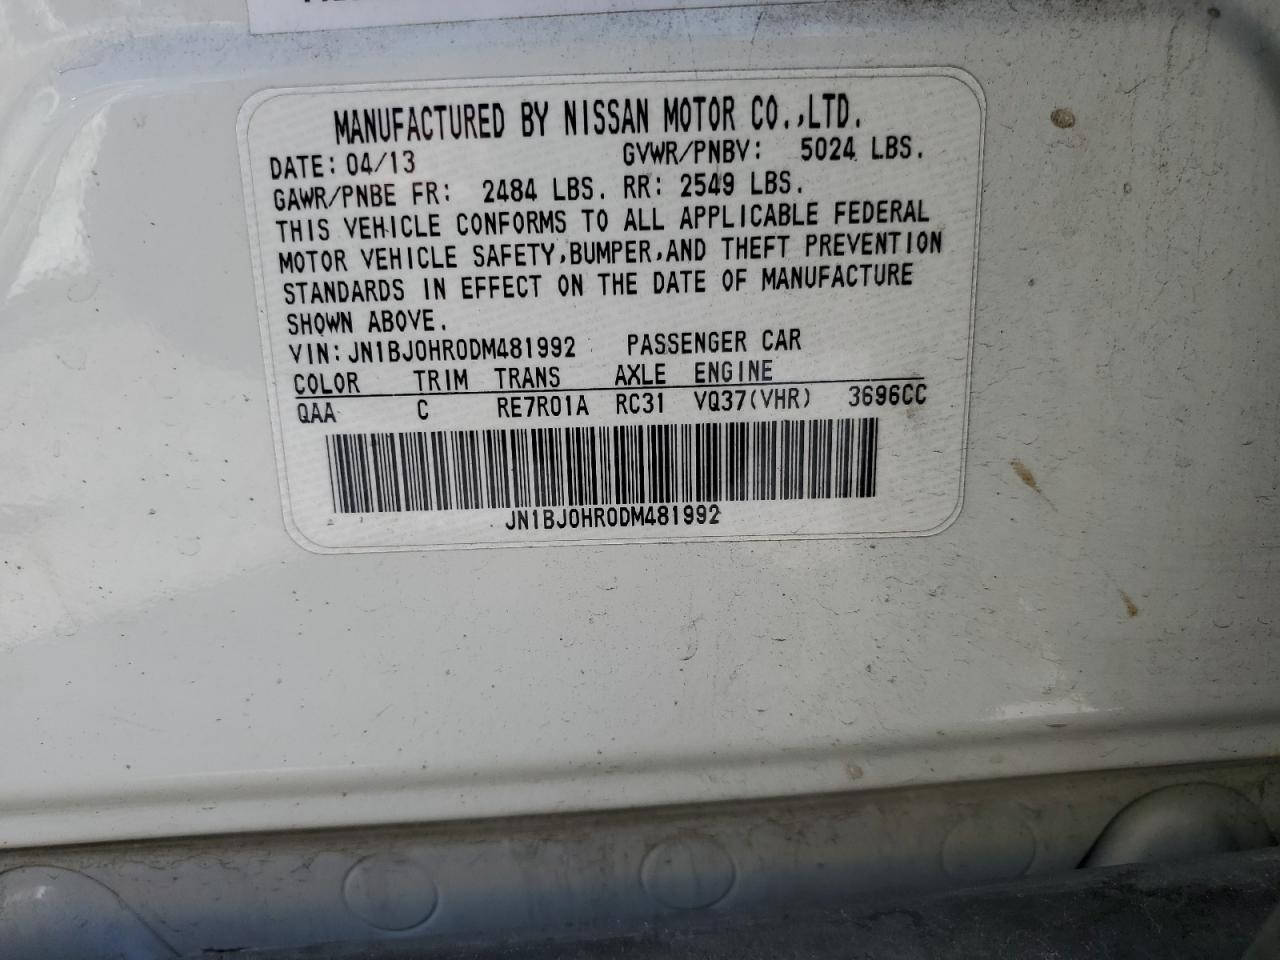 MANUFACTURED BY NISSAN MOTOR CO.,LTD.
DATE: 04/13 GVWR/PNBV: 5024 LBS.
GAWR/PNBE FR: 2484 LBS. RR: 2549 LBS.
THIS VEHICLE CONFORMS TO ALL APPLICABLE FEDERAL
MOTOR VEHICLE SAFETY,BUMPER,AND THEFT PREVENTION
STANDARDS IN EFFECT ON THE DATE OF MANUFACTURE
SHOWN ABOVE.
VIN: JN1BJ0HR0DM481992 PASSENGER CAR
COLOR TRIM TRANS AXLE ENGINE
QAA C RE7R01A RC31 VQ37(VHR) 3696CC
JN1BJ0HR0DM481992